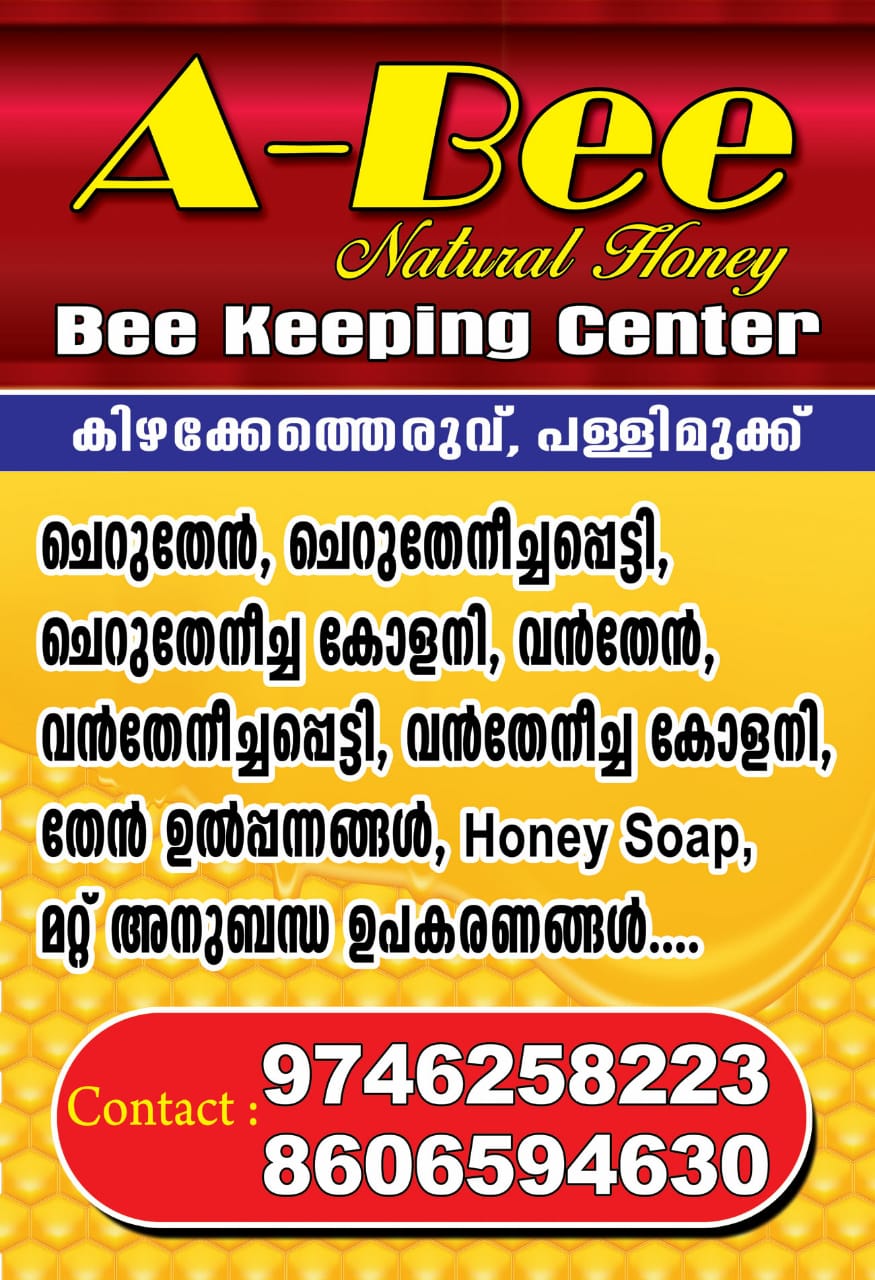 A-Bee
Natural Honey
Bee Keeping Center
കിഴക്കേത്തെരുവ്, പള്ളിമുക്ക്
ചെറുതേൻ, ചെറുതേനീച്ചപ്പെട്ടി,
ചെറുതേനീച്ച കോളനി, വൻതേൻ,
വൻതേനീച്ചപ്പെട്ടി, വൻതേനീച്ച കോളനി,
തേൻ ഉൽപ്പന്നങ്ങൾ, Honey Soap,
മറ്റ് അനുബന്ധ ഉപകരണങ്ങൾ....
Contact : 9746258223
8606594630